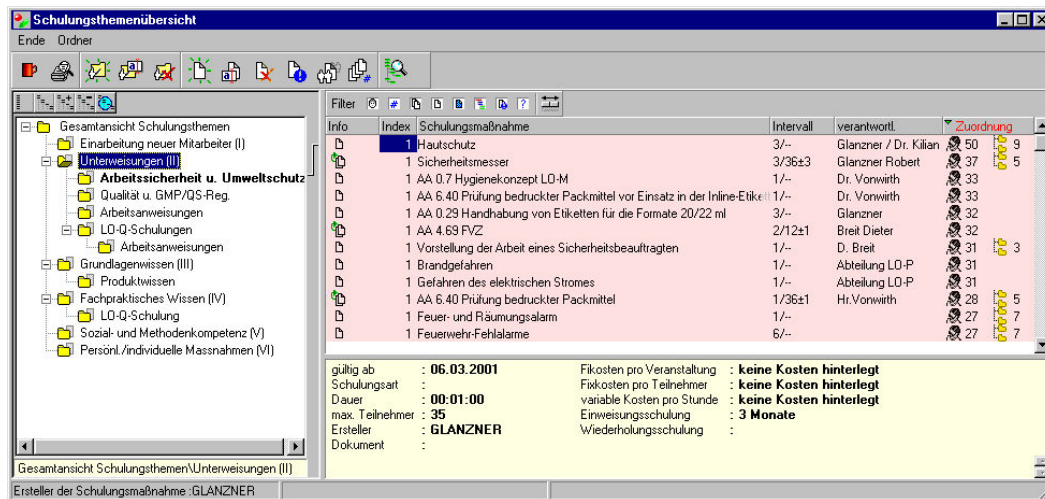 Schulungsthemenübersicht
Ende Ordner
Filter
Info Index Schulungsmaßnahme Intervall verantwortl. Zuordnung
Gesamtansicht Schulungsthemen
Einarbeitung neuer Mitarbeiter (I)
Unterweisungen (II)
Arbeitssicherheit u. Umweltschutz
Qualität u. GMP/QS-Reg.
Arbeitsanweisungen
LO-Q-Schulungen
Arbeitsanweisungen
Grundlagenwissen (III)
Produktwissen
Fachpraktisches Wissen (IV)
LO-Q-Schulung
Sozial- und Methodenkompetenz (V)
Persönl./individuelle Massnahmen (VI)
1 Hautschutz 3/-- Glanzner / Dr. Kilian 50 9
1 Sicherheitsmesser 3/36±3 Glanzner Robert 37 5
1 AA 0.7 Hygienekonzept LO-M 1/-- Dr. Vonwirth 33
1 AA 6.40 Prüfung bedruckter Packmittel vor Einsatz in der Inline-Etikett 1/-- Dr. Vonwirth 33
1 AA 0.29 Handhabung von Etiketten für die Formate 20/22 ml 3/-- Glanzner 32
1 AA 4.69 FVZ 2/12±1 Breit Dieter 32
1 Vorstellung der Arbeit eines Sicherheitsbeauftragten 1/-- D. Breit 31 3
1 Brandgefahren 1/-- Abteilung LO-P 31
1 Gefahren des elektrischen Stromes 1/-- Abteilung LO-P 31
1 AA 6.40 Prüfung bedruckter Packmittel 1/36±1 Hr.Vonwirth 28 5
1 Feuer- und Räumungsalarm 1/-- 27 7
1 Feuerwehr-Fehlalarme 6/-- 27 7
gültig ab : 06.03.2001 Fikosten pro Veranstaltung : keine Kosten hinterlegt
Schulungsart : Fixkosten pro Teilnehmer : keine Kosten hinterlegt
Dauer : 00:01:00 variable Kosten pro Stunde : keine Kosten hinterlegt
max. Teilnehmer : 35 Einweisungsschulung : 3 Monate
Ersteller : GLANZNER Wiederholungsschulung :
Dokument :
Gesamtansicht Schulungsthemen\Unterweisungen (II)
Ersteller der Schulungsmaßnahme :GLANZNER